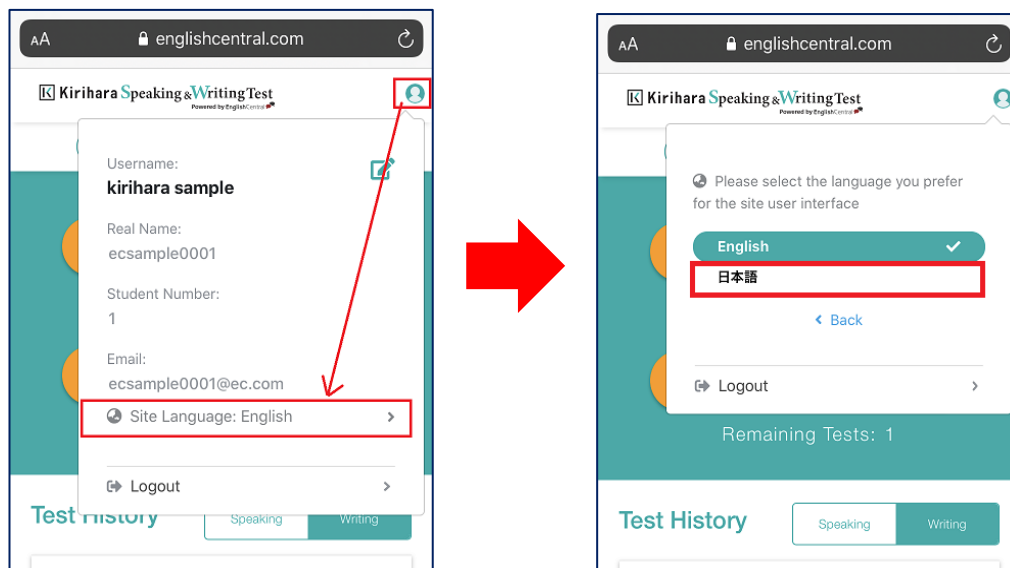 AA englishcentral.com
Kirihara Speaking & Writing Test
Powered by EnglishCentral
Username:
kirihara sample
Real Name:
ecsample0001
Student Number:
1
Email:
ecsample0001@ec.com
Site Language: English
Logout
Test History
Speaking
Writing
AA englishcentral.com
Kirihara Speaking & Writing Test
Powered by EnglishCentral
Please select the language you prefer
for the site user interface
English
日本語
Back
Logout
Remaining Tests: 1
Test History
Speaking
Writing